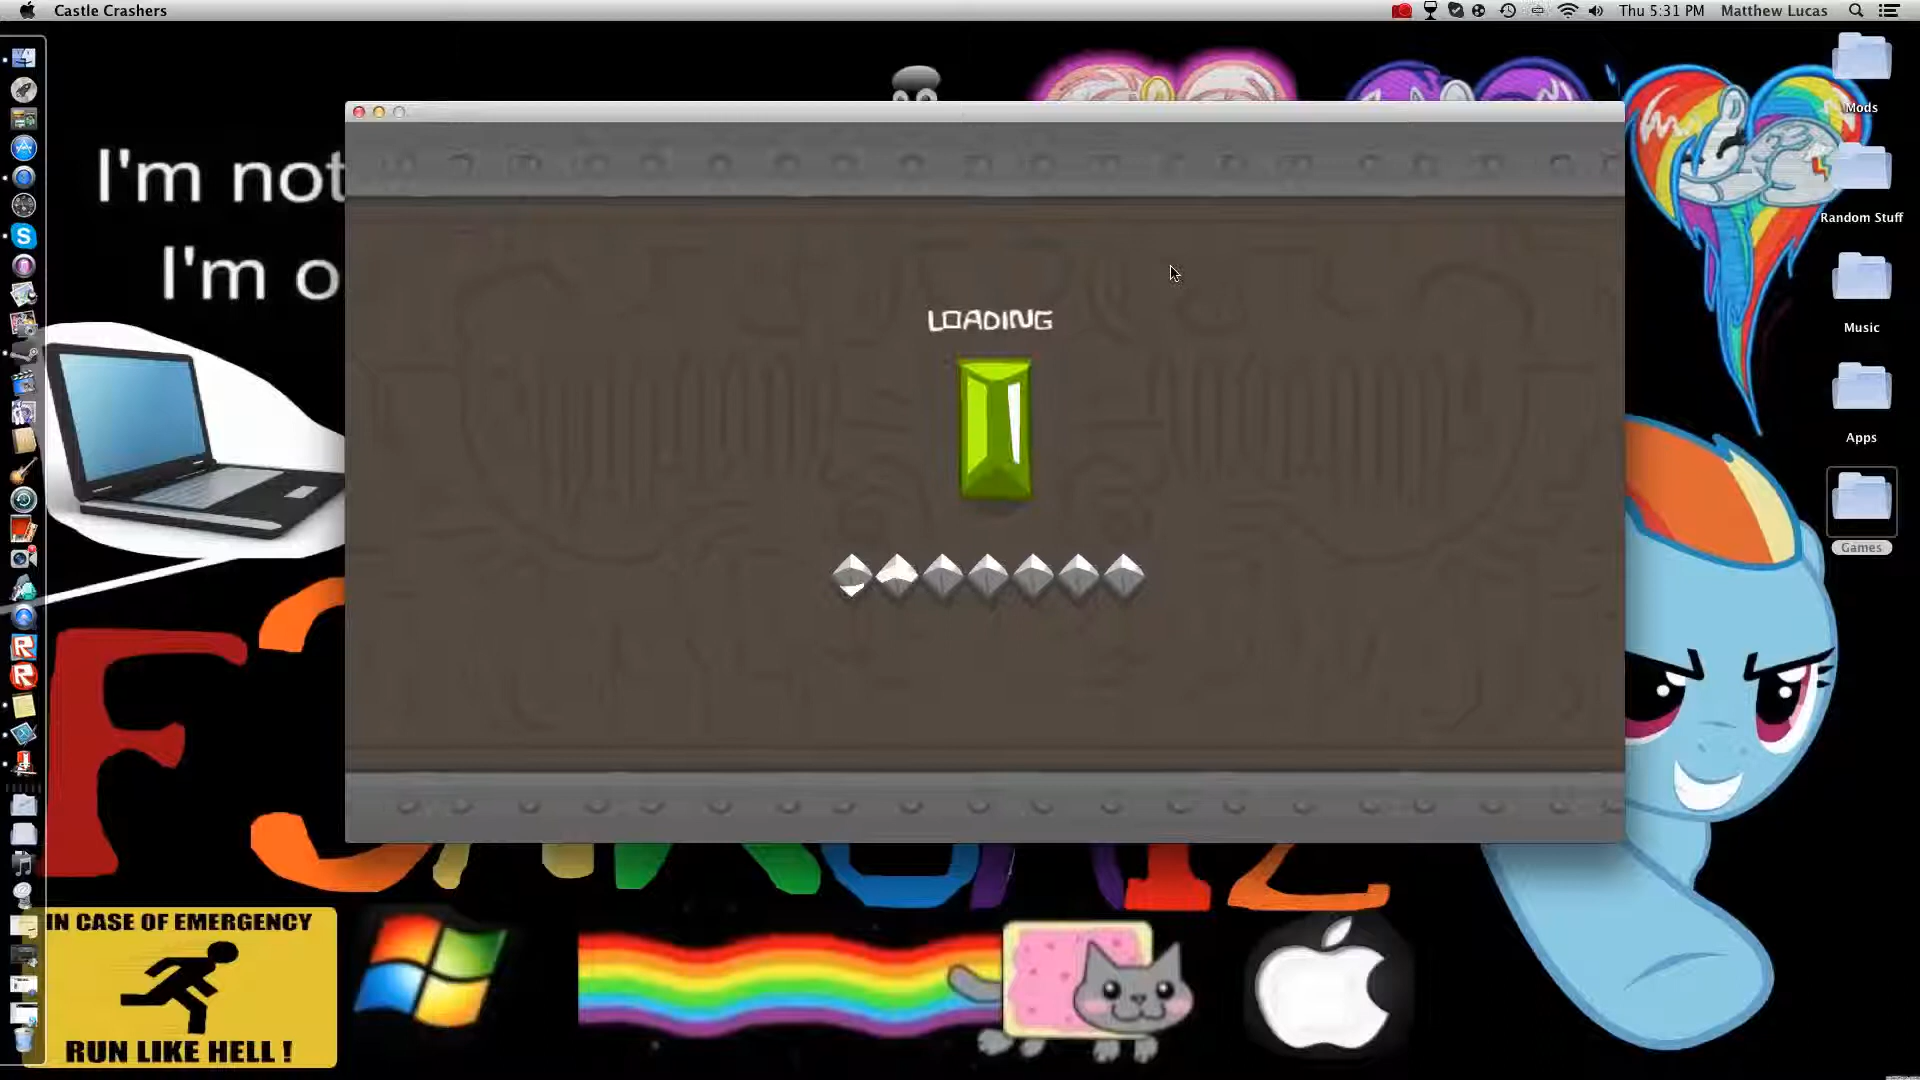 Castle Crashers
Thu 5:31 PM
Matthew Lucas
Mods
Random Stuff
Music
Apps
Games
I'm not
I'm o
LOADING
IN CASE OF EMERGENCY
RUN LIKE HELL !